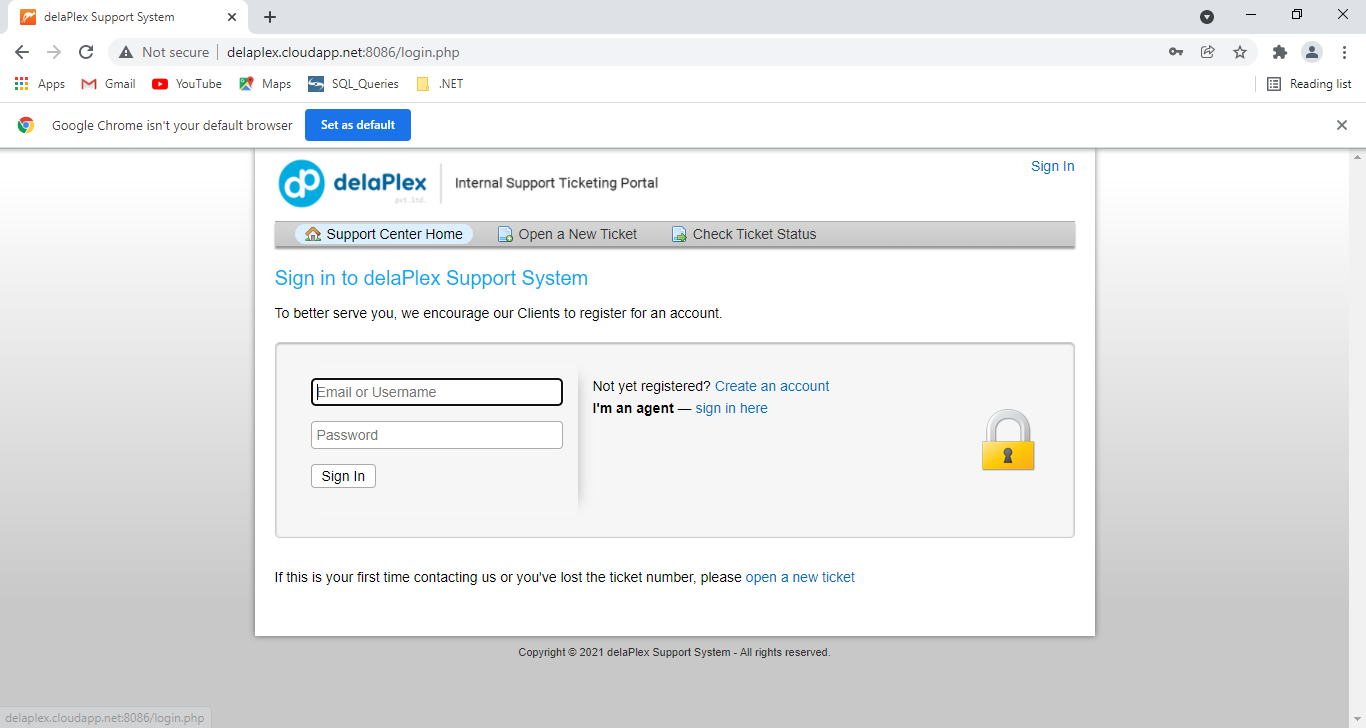 delaPlex Support System
Not secure
delaplex.cloudapp.net:8086/login.php
Apps
Gmail
YouTube
Maps
SQL_Queries
.NET
Reading list
Google Chrome isn't your default browser
Set as default
delaPlex
pvt.ltd.
Internal Support Ticketing Portal
Sign In
Support Center Home
Open a New Ticket
Check Ticket Status
Sign in to delaPlex Support System
To better serve you, we encourage our Clients to register for an account.
Email or Username
Password
Sign In
Not yet registered? Create an account
I'm an agent — sign in here
If this is your first time contacting us or you've lost the ticket number, please open a new ticket
Copyright © 2021 delaPlex Support System - All rights reserved.
delaplex.cloudapp.net:8086/login.php